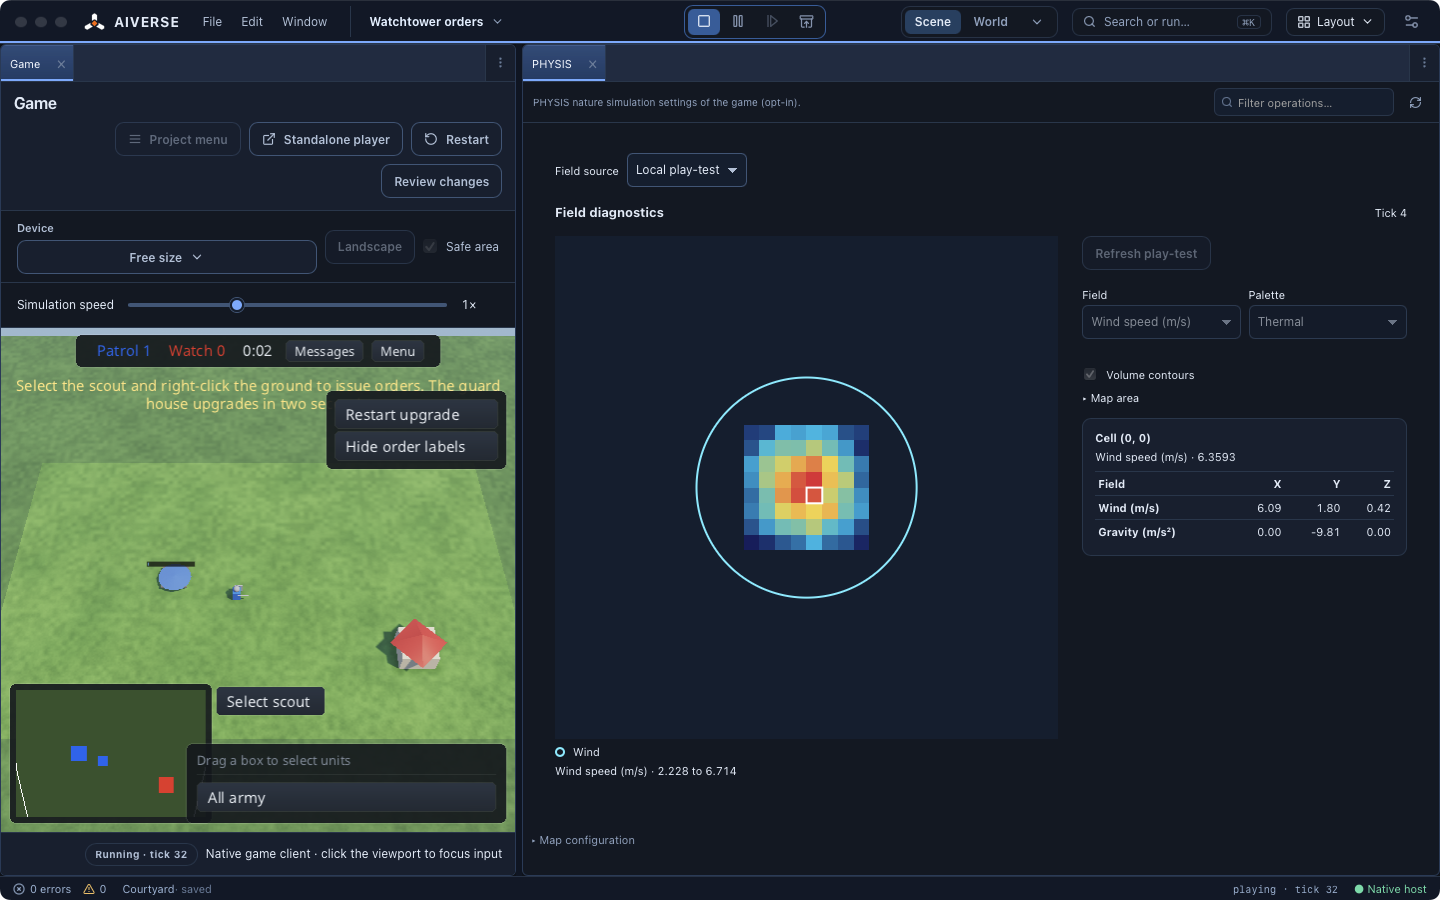 AIVERSE File Edit Window Watchtower orders Scene World Search or run... ⌘K Layout
Game
PHYSIS
Game
Project menu Standalone player Restart
Review changes
Device
Free size Landscape Safe area
Simulation speed 1×
Patrol 1 Watch 0 0:02 Messages Menu
Select the scout and right-click the ground to issue orders. The guard
house upgrades in two se
Restart upgrade
Hide order labels
Select scout
Drag a box to select units
All army
Running · tick 32 Native game client · click the viewport to focus input
PHYSIS nature simulation settings of the game (opt-in). Filter operations...
Field source Local play-test
Field diagnostics Tick 4
Refresh play-test
Field Palette
Wind speed (m/s) Thermal
Volume contours
Map area
Cell (0, 0)
Wind speed (m/s) · 6.3593
Field X Y Z
Wind (m/s) 6.09 1.80 0.42
Gravity (m/s²) 0.00 -9.81 0.00
Wind
Wind speed (m/s) · 2.228 to 6.714
Map configuration
0 errors 0 Courtyard · saved playing · tick 32 Native host